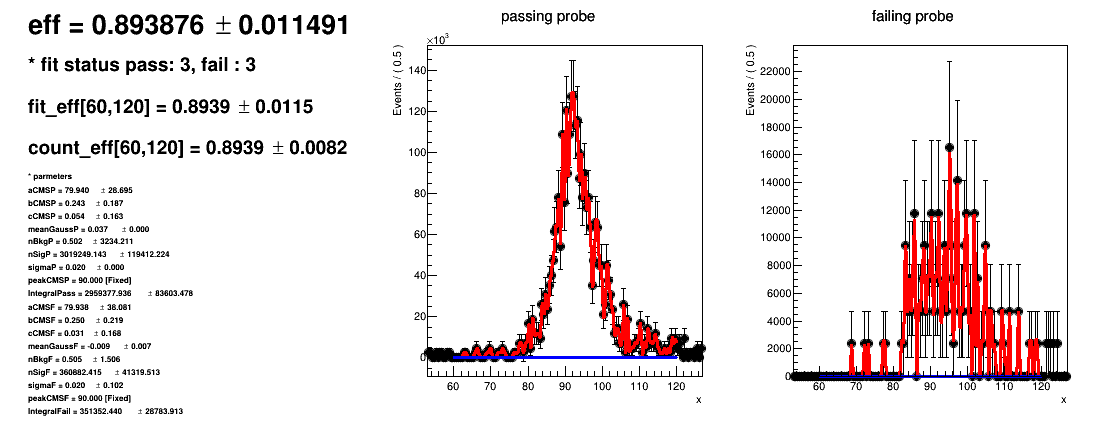 eff = 0.893876 ± 0.011491
* fit status pass: 3, fail : 3
fit_eff[60,120] = 0.8939 ± 0.0115
count_eff[60,120] = 0.8939 ± 0.0082
* parmeters
aCMSP = 79.940 ± 28.695
bCMSP = 0.243 ± 0.187
cCMSP = 0.054 ± 0.163
meanGaussP = 0.037 ± 0.000
nBkgP = 0.502 ± 3234.211
nSigP = 3019249.143 ± 119412.224
sigmaP = 0.020 ± 0.000
peakCMSP = 90.000 [Fixed]
IntegralPass = 2959377.936 ± 83603.478
aCMSF = 79.938 ± 38.081
bCMSF = 0.250 ± 0.219
cCMSF = 0.031 ± 0.168
meanGaussF = -0.009 ± 0.007
nBkgF = 0.505 ± 1.506
nSigF = 360882.415 ± 41319.513
sigmaF = 0.020 ± 0.102
peakCMSF = 90.000 [Fixed]
IntegralFail = 351352.440 ± 28783.913
passing probe
×10³
Events / ( 0.5 )
140
120
100
80
60
40
20
0
60 70 80 90 100 110 120
x
failing probe
Events / ( 0.5 )
22000
20000
18000
16000
14000
12000
10000
8000
6000
4000
2000
0
60 70 80 90 100 110 120
x